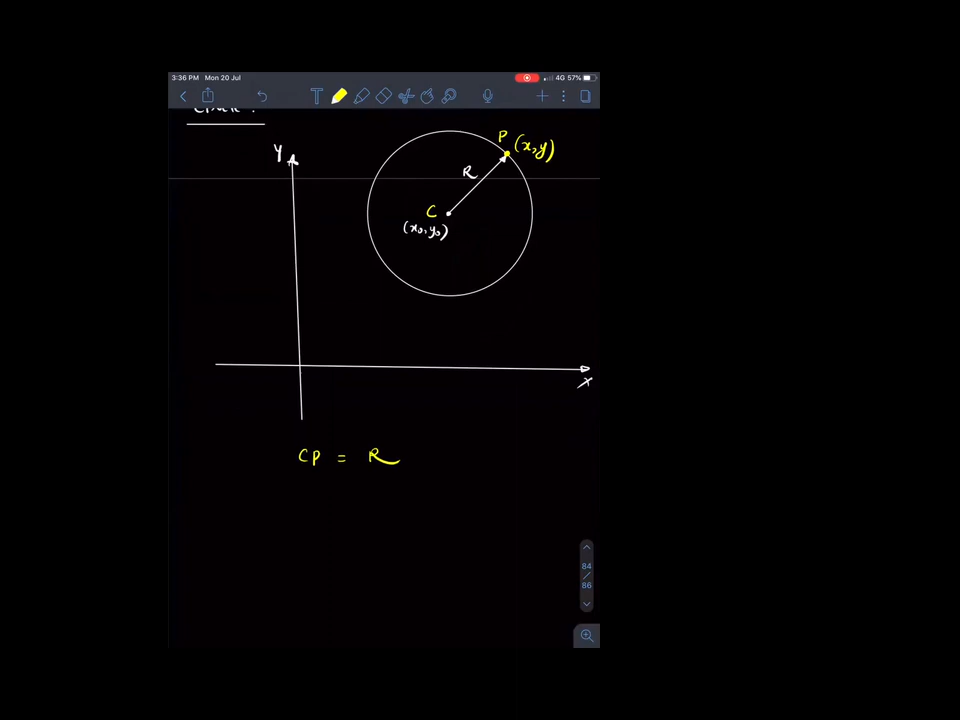 3:36 PM Mon 20 Jul
4G 57%
T
Y
P (x,y)
R
C
(x₀,y₀)
X
CP = R
84
86